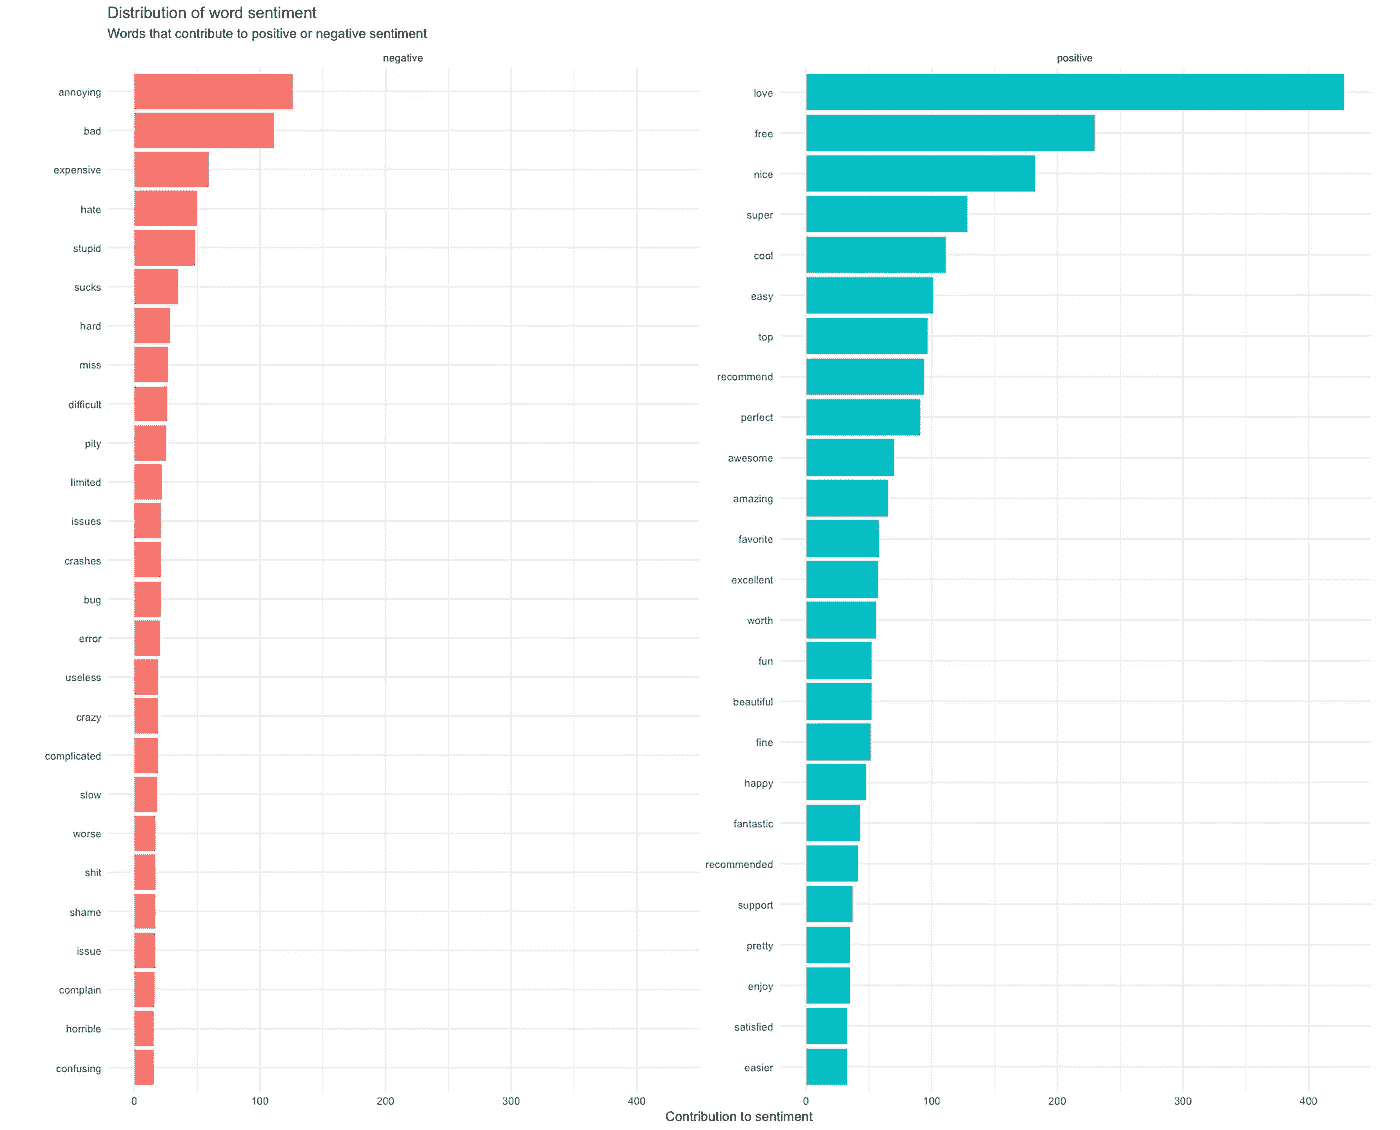 Distribution of word sentiment
Words that contribute to positive or negative sentiment
negative
annoying
bad
expensive
hate
stupid
sucks
hard
miss
difficult
pity
limited
issues
crashes
bug
error
useless
crazy
complicated
slow
worse
shit
shame
issue
complain
horrible
confusing
0 100 200 300 400
positive
love
free
nice
super
cool
easy
top
recommend
perfect
awesome
amazing
favorite
excellent
worth
fun
beautiful
fine
happy
fantastic
recommended
support
pretty
enjoy
satisfied
easier
0 100 200 300 400
Contribution to sentiment